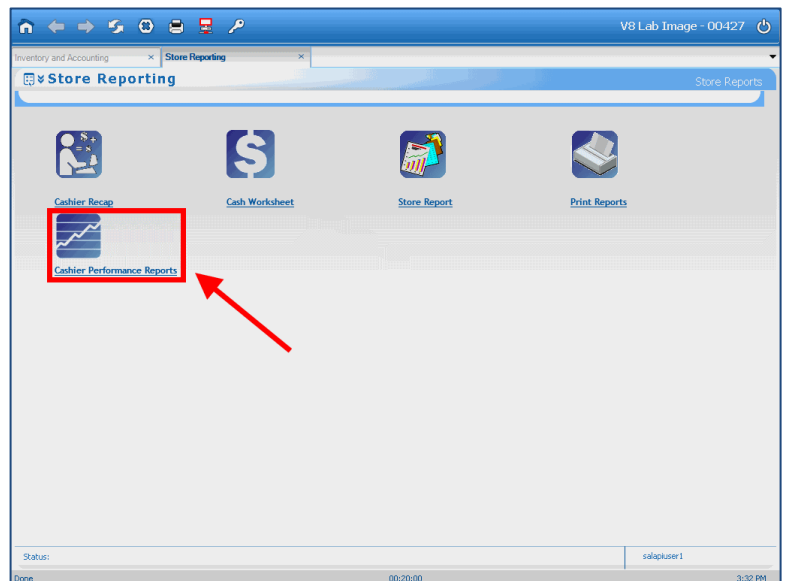 V8 Lab Image - 00427
Inventory and Accounting
Store Reporting
Store Reporting
Store Reports
Cashier Recap
Cash Worksheet
Store Report
Print Reports
Cashier Performance Reports
Status:
salapiuser1
Done
00:20:00
3:32 PM